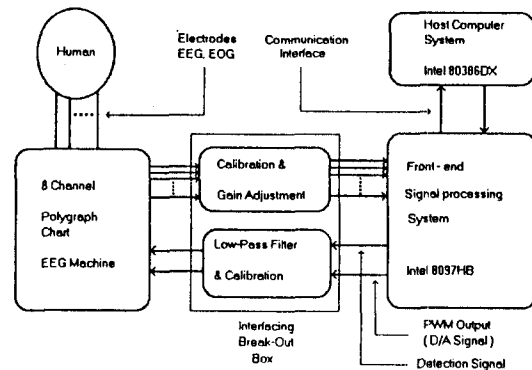 Human
Electrodes
EEG, EOG
Communication
Interface
Host Computer
System
Intel 80386DX
8 Channel
Polygraph
Chart
EEG Machine
Calibration &
Gain Adjustment
Low-Pass Filter
& Calibration
Interfacing
Break-Out
Box
Front - end
Signal processing
System
Intel 8097HB
PWM Output
( D/A Signal )
Detection Signal